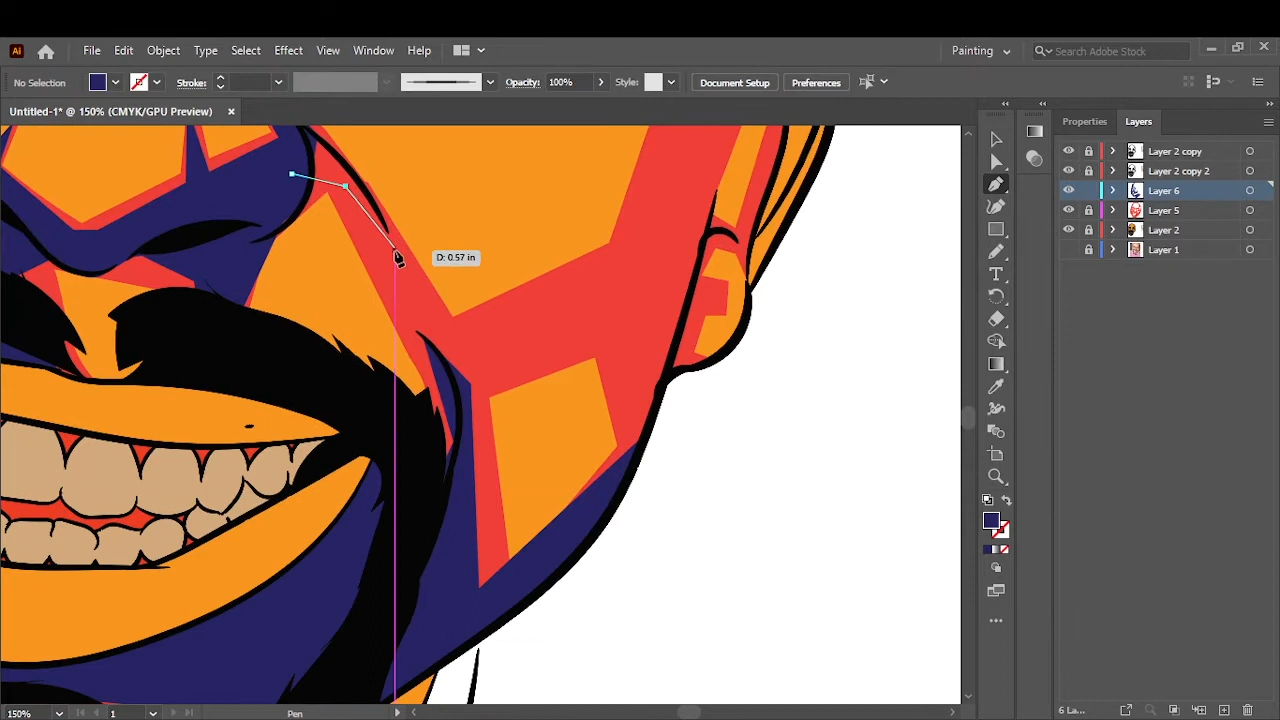 Ai File Edit Object Type Select Effect View Window Help Painting Search Adobe Stock
No Selection Stroke: Opacity: 100% Style: Document Setup Preferences
Untitled-1* @ 150% (CMYK/GPU Preview) Properties Layers
Layer 2 copy
Layer 2 copy 2
Layer 6
Layer 5
Layer 2
Layer 1
D: 0.57 in
150% 1 Pen 6 La...